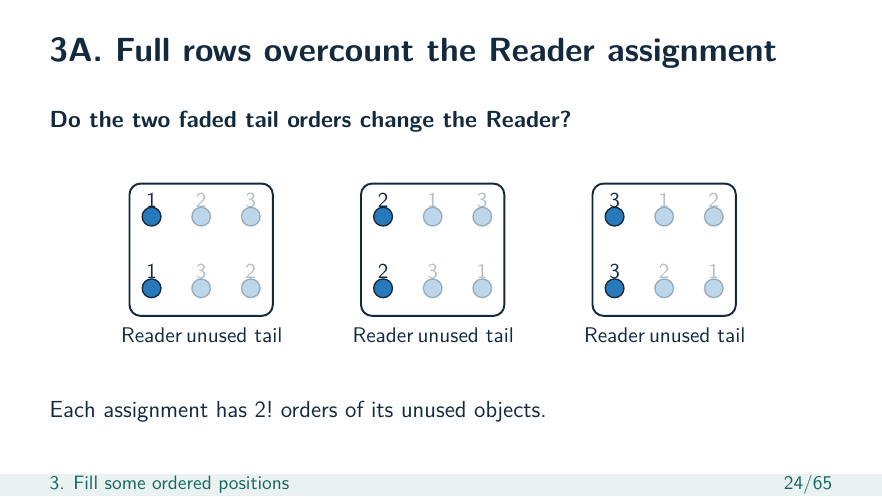 3A. Full rows overcount the Reader assignment
Do the two faded tail orders change the Reader?
1 2 3
1 3 2
Reader unused tail
2 1 3
2 3 1
Reader unused tail
3 1 2
3 2 1
Reader unused tail
Each assignment has 2! orders of its unused objects.
3. Fill some ordered positions
24/65